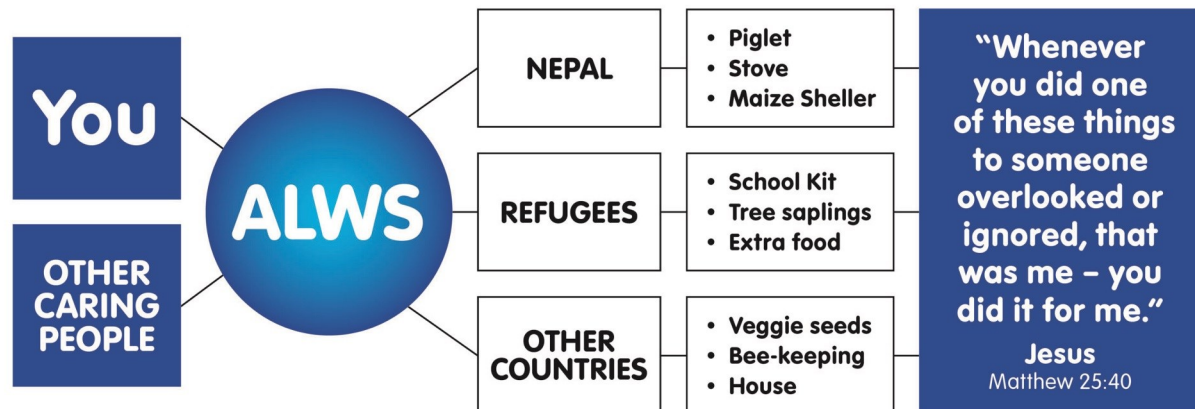 You
OTHER
CARING
PEOPLE
ALWS
NEPAL
• Piglet
• Stove
• Maize Sheller
REFUGEES
• School Kit
• Tree saplings
• Extra food
OTHER
COUNTRIES
• Veggie seeds
• Bee-keeping
• House
“Whenever
you did one
of these things
to someone
overlooked or
ignored, that
was me – you
did it for me.”
Jesus
Matthew 25:40